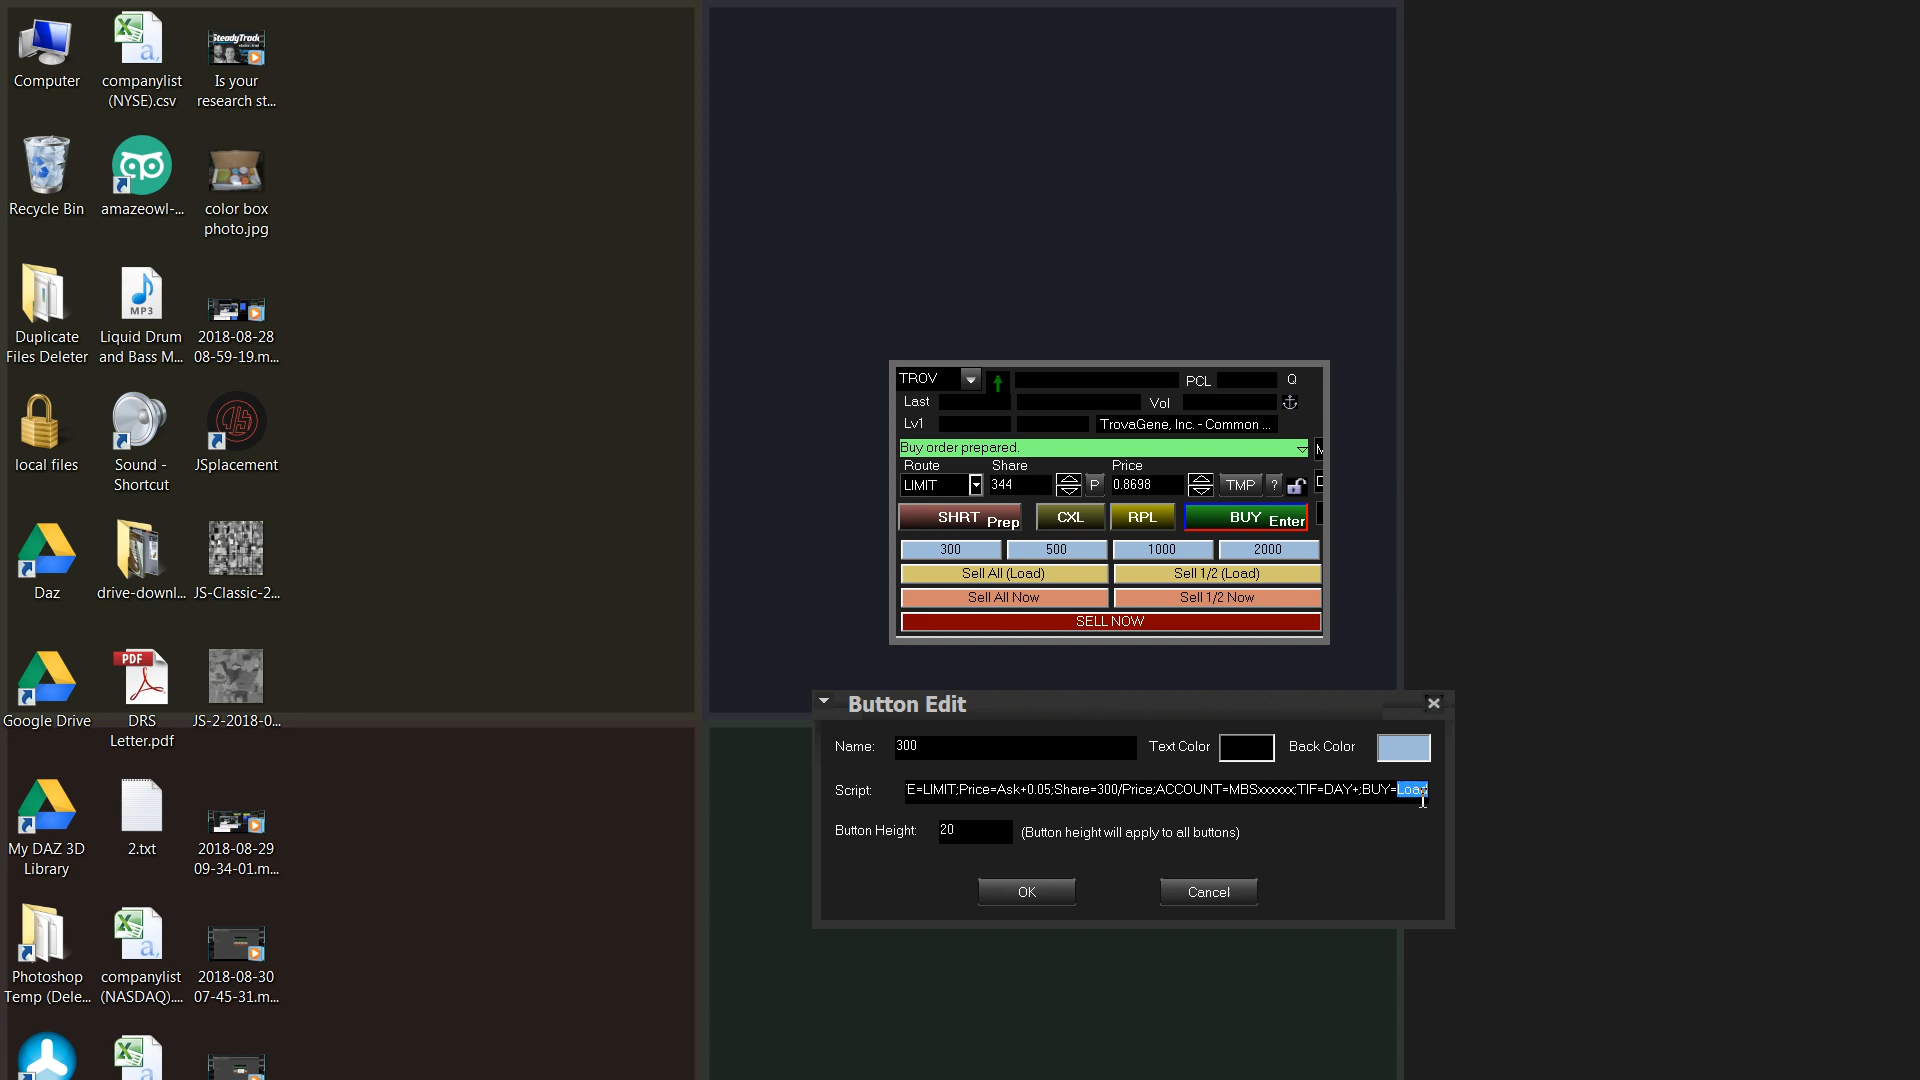 Computer
companylist
(NYSE).csv
SteadyTrade
Is your
research st...
Recycle Bin
amazeowl-...
color box
photo.jpg
Duplicate
Files Deleter
MP3
Liquid Drum
and Bass M...
2018-08-28
08-59-19.m...
local files
Sound -
Shortcut
JSplacement
Daz
drive-downl...
JS-Classic-2...
Google Drive
PDF
DRS
Letter.pdf
JS-2-2018-0...
My DAZ 3D
Library
2.txt
2018-08-29
09-34-01.m...
Photoshop
Temp (Dele...
companylist
(NASDAQ)....
2018-08-30
07-45-31.m...
TROV PCL Q
Last Vol
Lv1 TrovaGene, Inc. - Common ...
Buy order prepared. M
Route Share Price
LIMIT 344 P 0.8698 TMP ?
SHRT Prep CXL RPL BUY Enter
300 500 1000 2000
Sell All (Load) Sell 1/2 (Load)
Sell All Now Sell 1/2 Now
SELL NOW
Button Edit
Name: 300 Text Color Back Color
Script: E=LIMIT;Price=Ask+0.05;Share=300/Price;ACCOUNT=MBSxxxxxx;TIF=DAY+;BUY=Load
Button Height: 20 (Button height will apply to all buttons)
OK Cancel